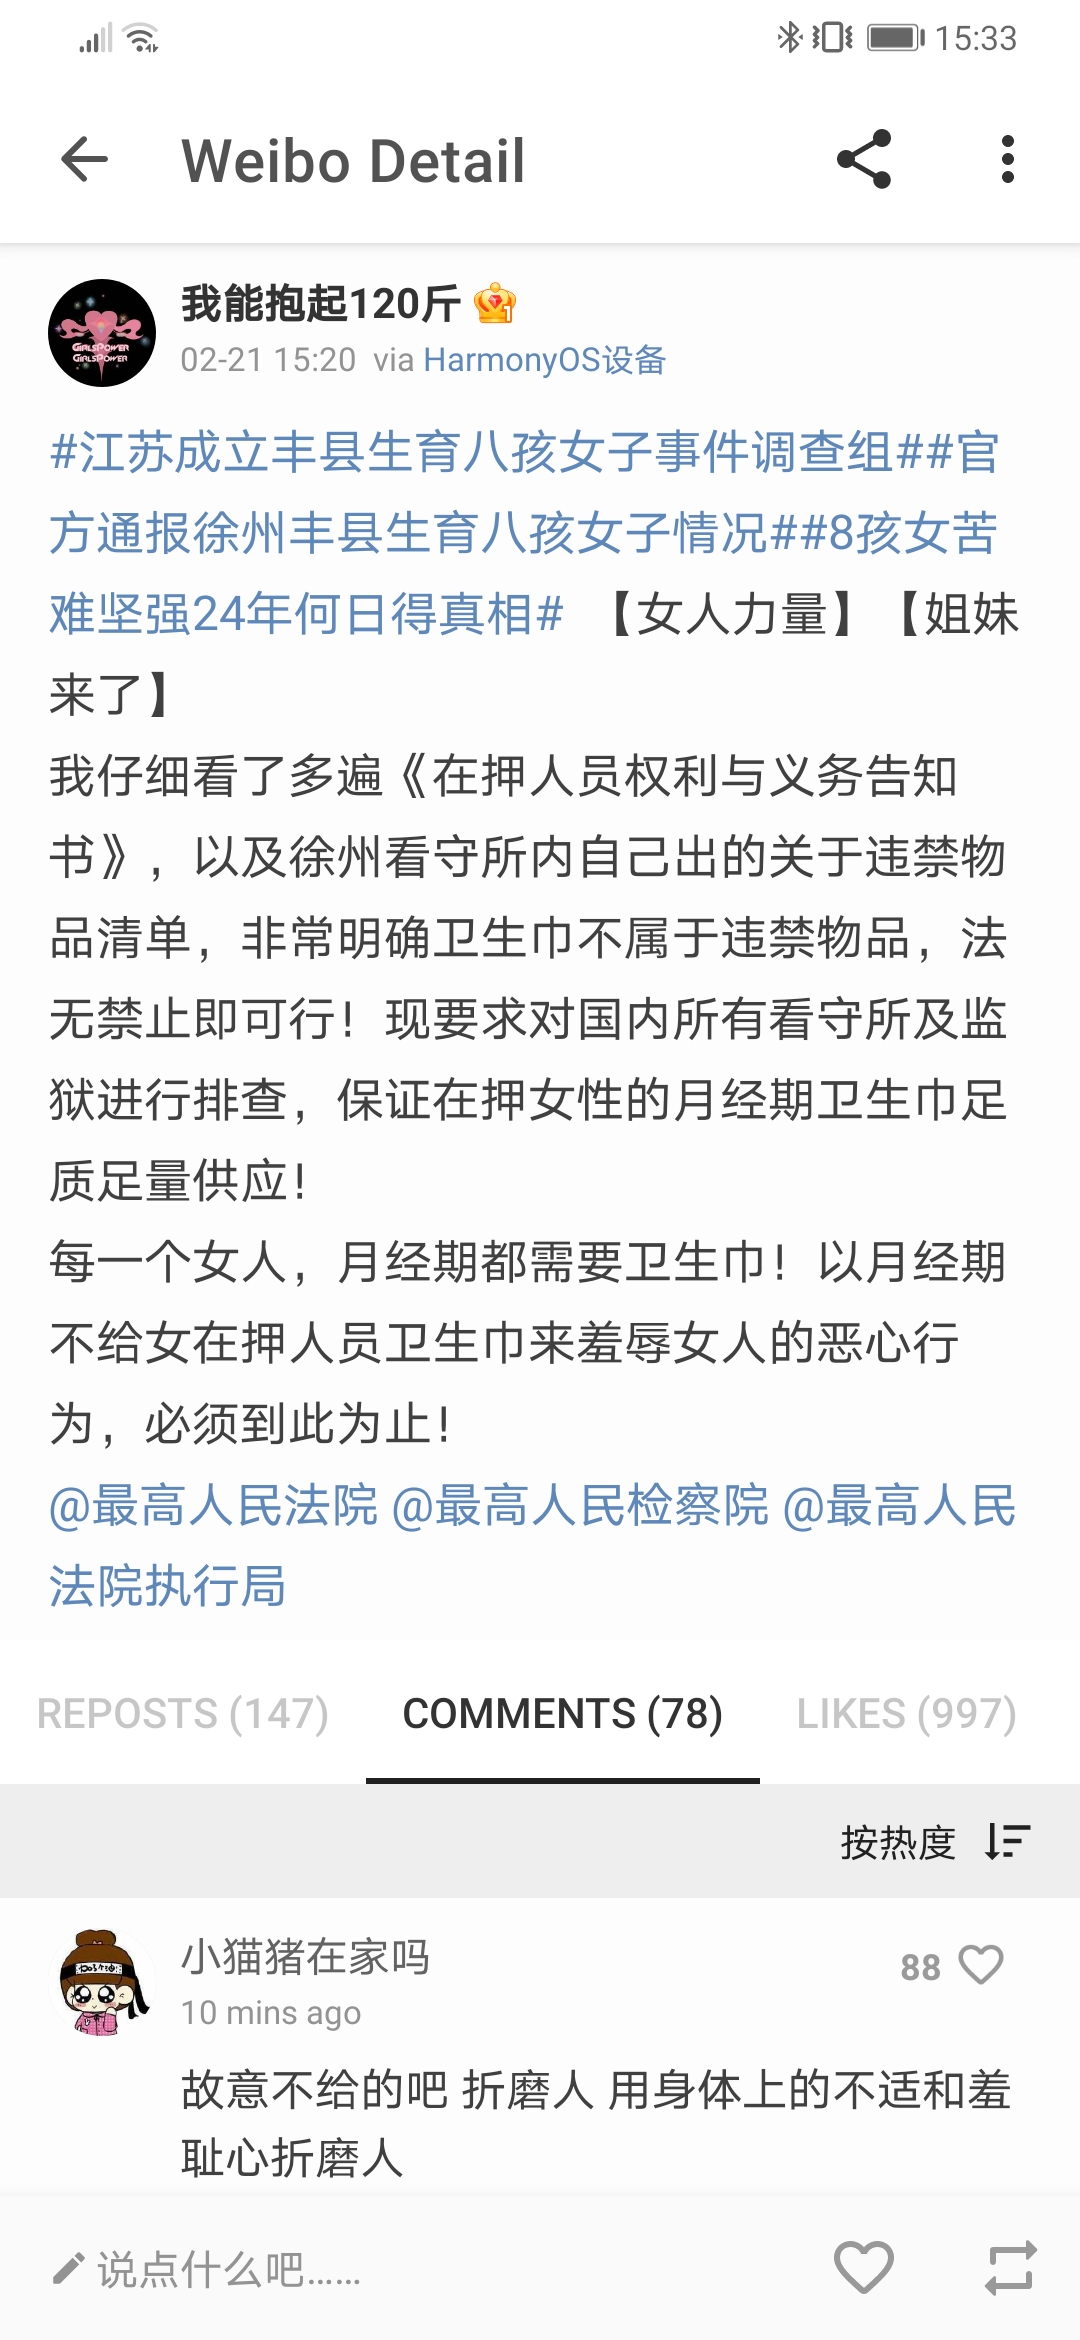 15:33
Weibo Detail
我能抱起120斤
02-21 15:20 via HarmonyOS设备
#江苏成立丰县生育八孩女子事件调查组##官
方通报徐州丰县生育八孩女子情况##8孩女苦
难坚强24年何日得真相# 【女人力量】【姐妹
来了】
我仔细看了多遍《在押人员权利与义务告知
书》，以及徐州看守所内自己出的关于违禁物
品清单，非常明确卫生巾不属于违禁物品，法
无禁止即可行！现要求对国内所有看守所及监
狱进行排查，保证在押女性的月经期卫生巾足
质足量供应！
每一个女人，月经期都需要卫生巾！以月经期
不给女在押人员卫生巾来羞辱女人的恶心行
为，必须到此为止！
@最高人民法院 @最高人民检察院 @最高人民
法院执行局
REPOSTS (147) COMMENTS (78) LIKES (997)
按热度
小猫猪在家吗
88
10 mins ago
故意不给的吧 折磨人 用身体上的不适和羞
耻心折磨人
说点什么吧……
GIRLSPOWER
GIRLSPOWER